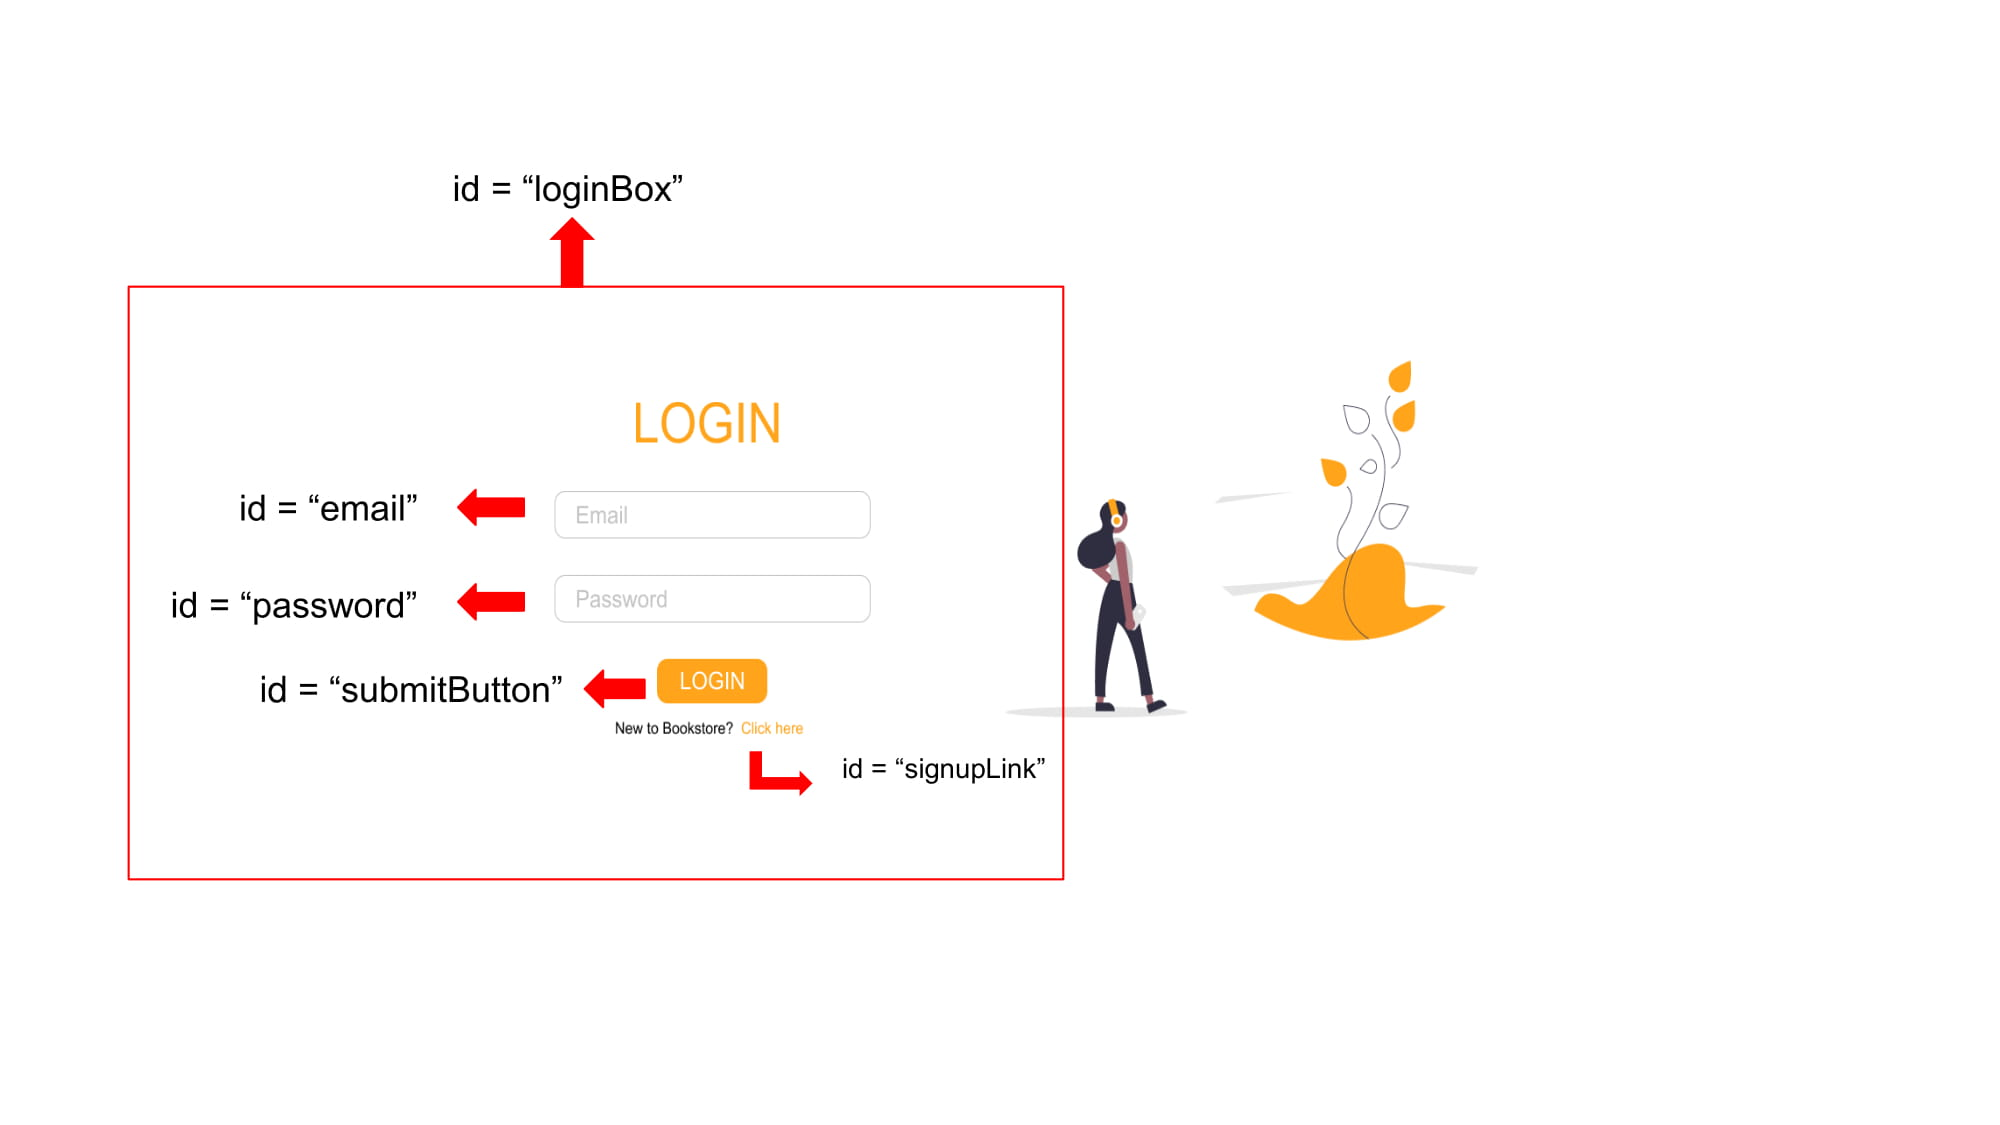 id = “loginBox”
LOGIN
id = “email”
Email
id = “password”
Password
id = “submitButton”
LOGIN
New to Bookstore? Click here
id = “signupLink”